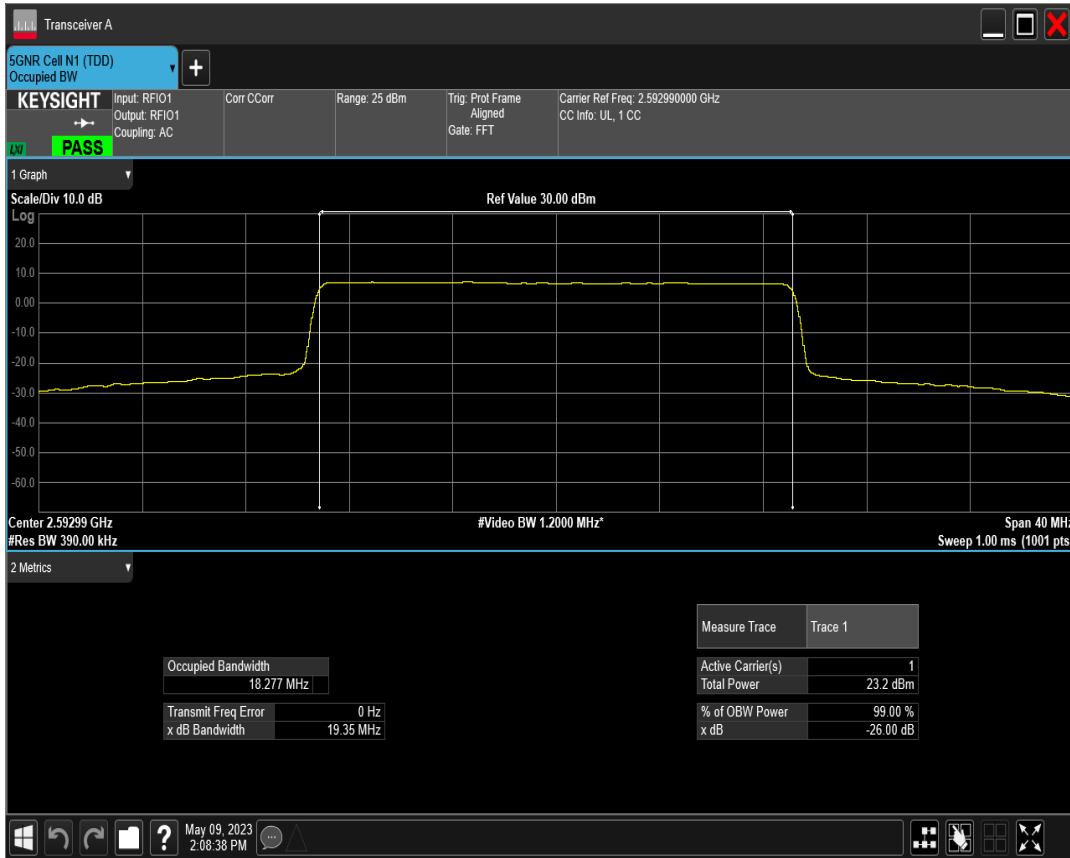 Transceiver A
5GNR Cell N1 (TDD)
Occupied BW
KEYSIGHT
LXI
PASS
Input: RFIO1
Output: RFIO1
Coupling: AC
Corr CCorr
Range: 25 dBm
Trig: Prot Frame
Aligned
Gate: FFT
Carrier Ref Freq: 2.592990000 GHz
CC Info: UL, 1 CC
1 Graph
Scale/Div 10.0 dB
Ref Value 30.00 dBm
Log
20.0
10.0
0.00
-10.0
-20.0
-30.0
-40.0
-50.0
-60.0
Center 2.59299 GHz
#Video BW 1.2000 MHz*
Span 40 MHz
#Res BW 390.00 kHz
Sweep 1.00 ms (1001 pts
2 Metrics
Measure Trace Trace 1
Occupied Bandwidth
18.277 MHz
Active Carrier(s) 1
Total Power 23.2 dBm
Transmit Freq Error 0 Hz
x dB Bandwidth 19.35 MHz
% of OBW Power 99.00 %
x dB -26.00 dB
?
May 09, 2023
2:08:38 PM